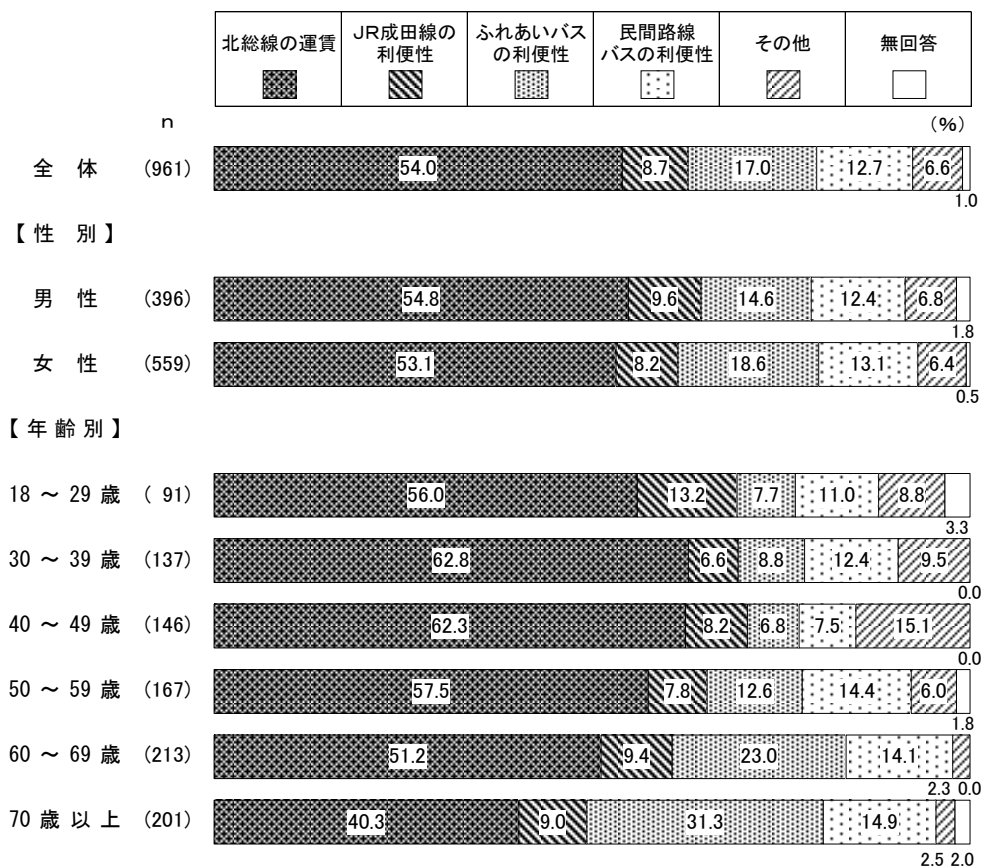 北総線の運賃
JR成田線の
利便性
ふれあいバス
の利便性
民間路線
バスの利便性
その他
無回答
n
(%)
全 体 (961) 54.0 8.7 17.0 12.7 6.6
1.0
【性 別】
男 性 (396) 54.8 9.6 14.6 12.4 6.8
1.8
女 性 (559) 53.1 8.2 18.6 13.1 6.4
0.5
【年齢別】
18 ～ 29 歳 ( 91) 56.0 13.2 7.7 11.0 8.8
3.3
30 ～ 39 歳 (137) 62.8 6.6 8.8 12.4 9.5
0.0
40 ～ 49 歳 (146) 62.3 8.2 6.8 7.5 15.1
0.0
50 ～ 59 歳 (167) 57.5 7.8 12.6 14.4 6.0
1.8
60 ～ 69 歳 (213) 51.2 9.4 23.0 14.1
2.3 0.0
70 歳 以 上 (201) 40.3 9.0 31.3 14.9
2.5 2.0